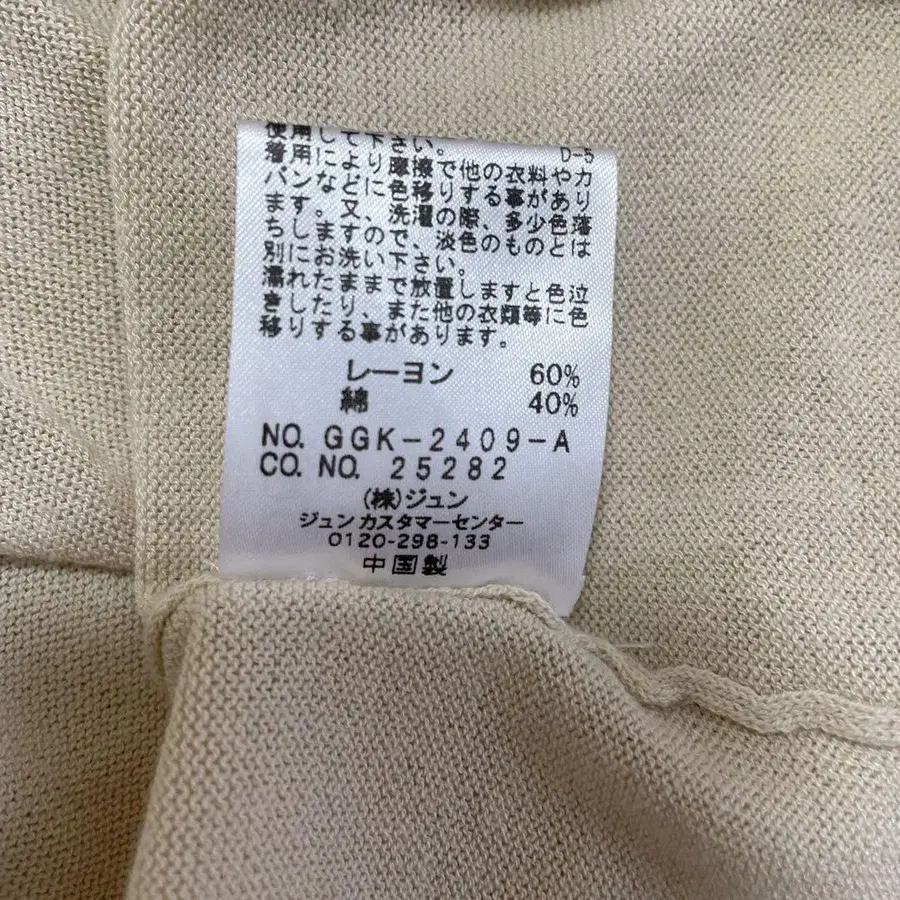 使用して下さい。 D-5
着用により摩擦で他の衣料やカ
バンなどに色移りする事があり
ます。又、洗濯の際、多少色落
ちしますので、淡色のものとは
別にお洗い下さい。
濡れたままで放置しますと色泣
きしたり、また他の衣類等に色
移りする事があります。
レーヨン 60%
綿 40%
NO. GGK-2409-A
CO. NO. 25282
(株)ジュン
ジュンカスタマーセンター
0120-298-133
中国製